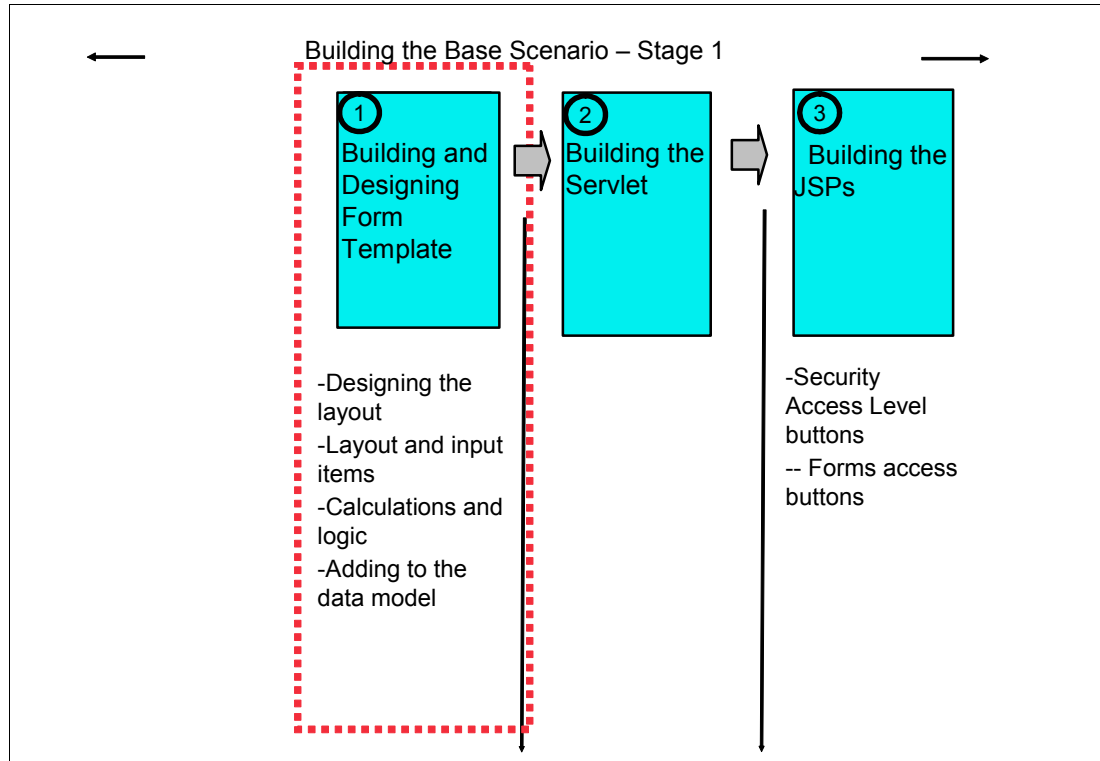 Building the Base Scenario – Stage 1
1
Building and
Designing
Form
Template
2
Building the
Servlet
3
Building the
JSPs
-Designing the
layout
-Layout and input
items
-Calculations and
logic
-Adding to the
data model
-Security
Access Level
buttons
-- Forms access
buttons